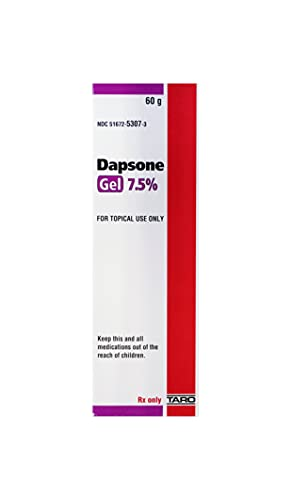 60 g
NDC 51672-5307-3
Dapsone
Gel 7.5%
FOR TOPICAL USE ONLY
Keep this and all
medications out of the
reach of children.
Rx only
TARO